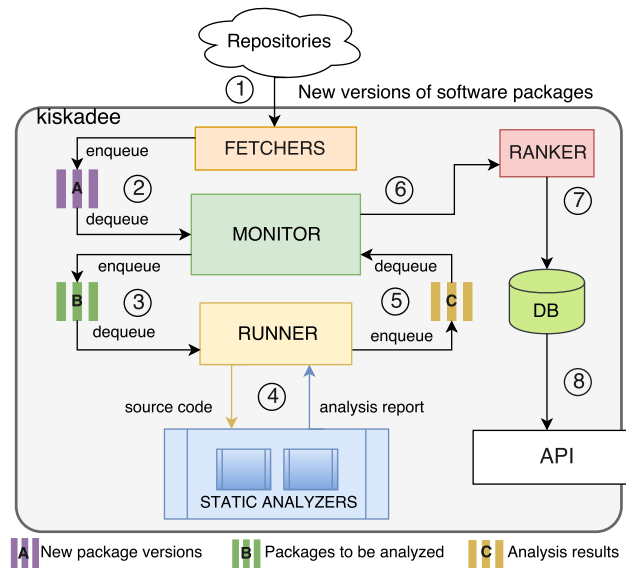 Repositories
1
New versions of software packages
kiskadee
enqueue
FETCHERS
RANKER
A
2
6
7
dequeue
MONITOR
enqueue
dequeue
B
3
5
C
DB
dequeue
RUNNER
enqueue
4
8
source code
analysis report
API
STATIC ANALYZERS
A New package versions
B Packages to be analyzed
C Analysis results